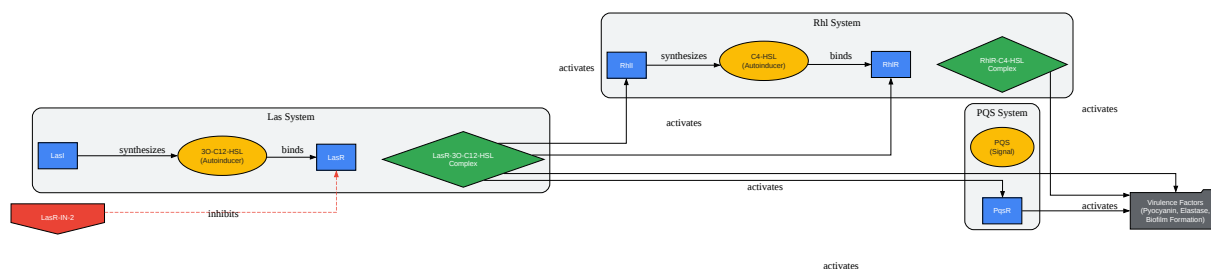 Rhl System
RhlI
synthesizes
C4-HSL
(Autoinducer)
binds
RhlR
RhlR-C4-HSL
Complex
activates
activates
activates
Las System
LasI
synthesizes
3O-C12-HSL
(Autoinducer)
binds
LasR
LasR-3O-C12-HSL
Complex
PQS System
PQS
(Signal)
activates
PqsR
activates
Virulence Factors
(Pyocyanin, Elastase,
Biofilm Formation)
LasR-IN-2
inhibits
activates